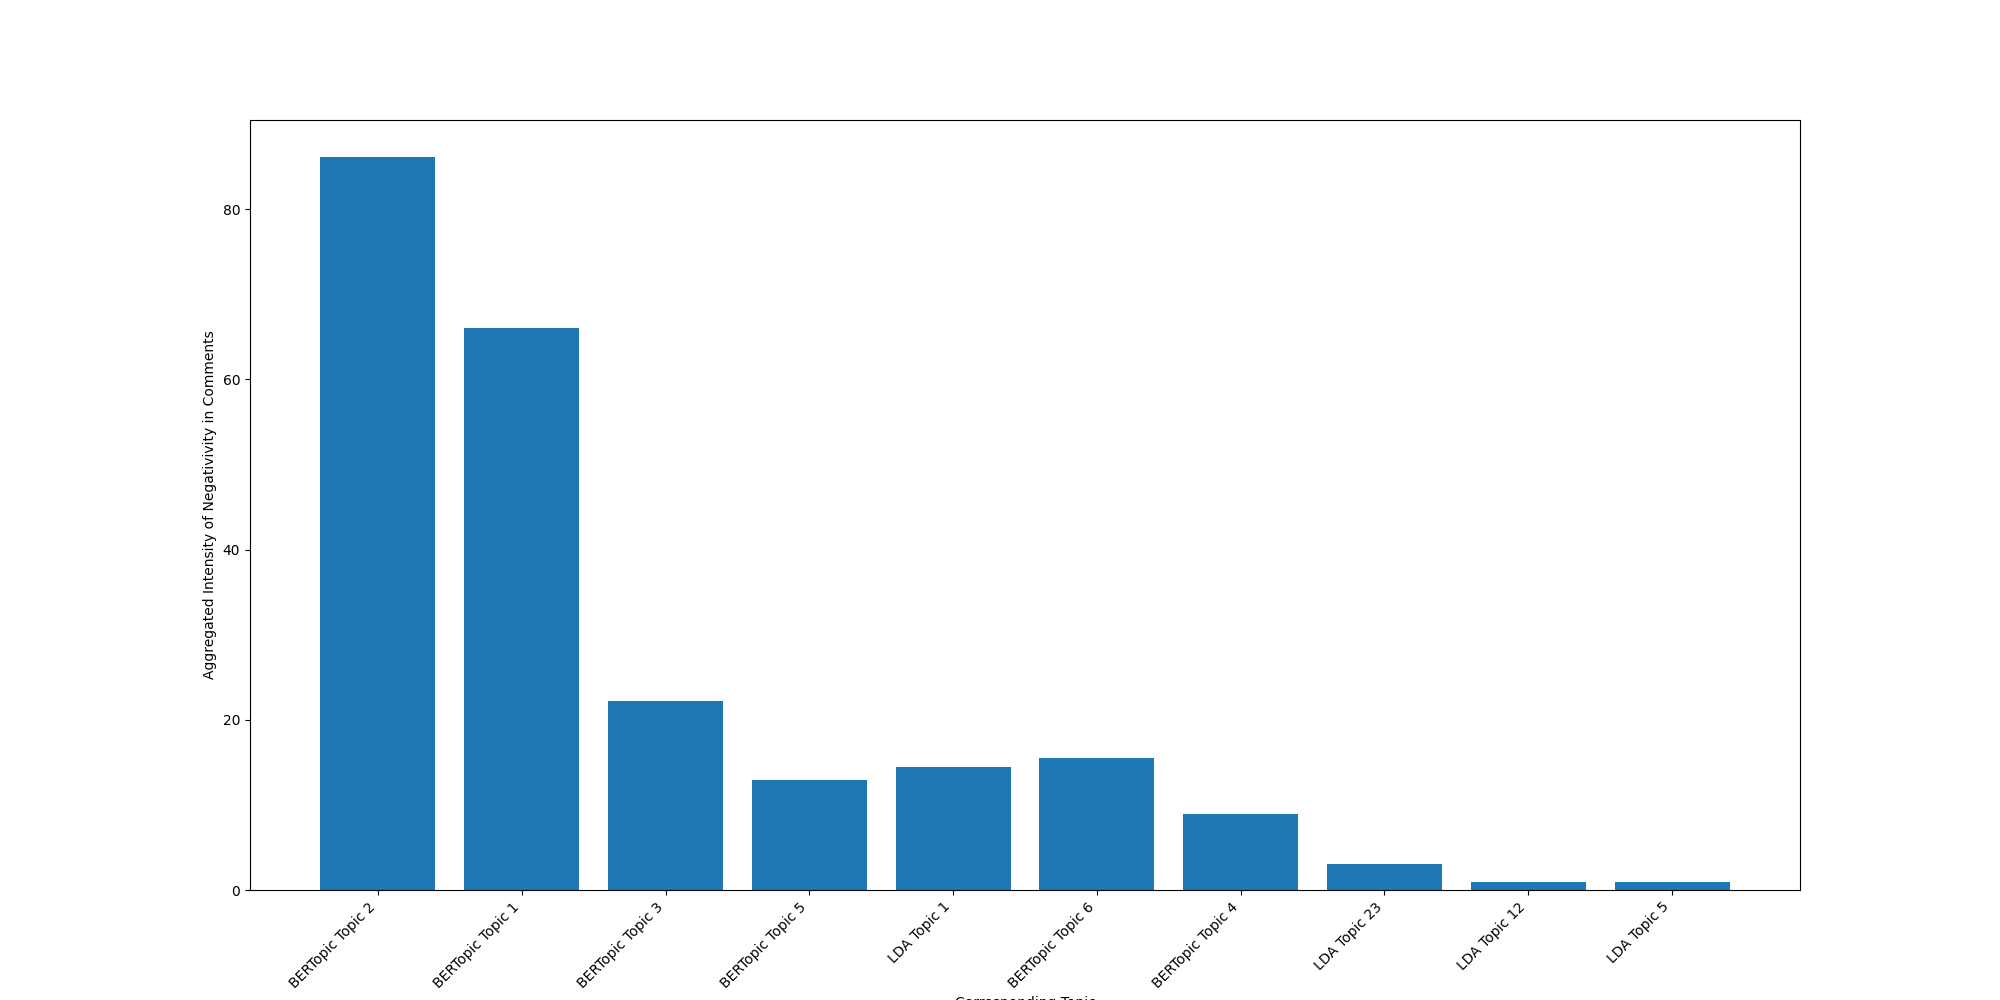 Aggregated Intensity of Negativivity in Comments
80
60
40
20
0
BERTopic Topic 2
BERTopic Topic 1
BERTopic Topic 3
BERTopic Topic 5
LDA Topic 1
BERTopic Topic 6
BERTopic Topic 4
LDA Topic 23
LDA Topic 12
LDA Topic 5
Corresponding Topic